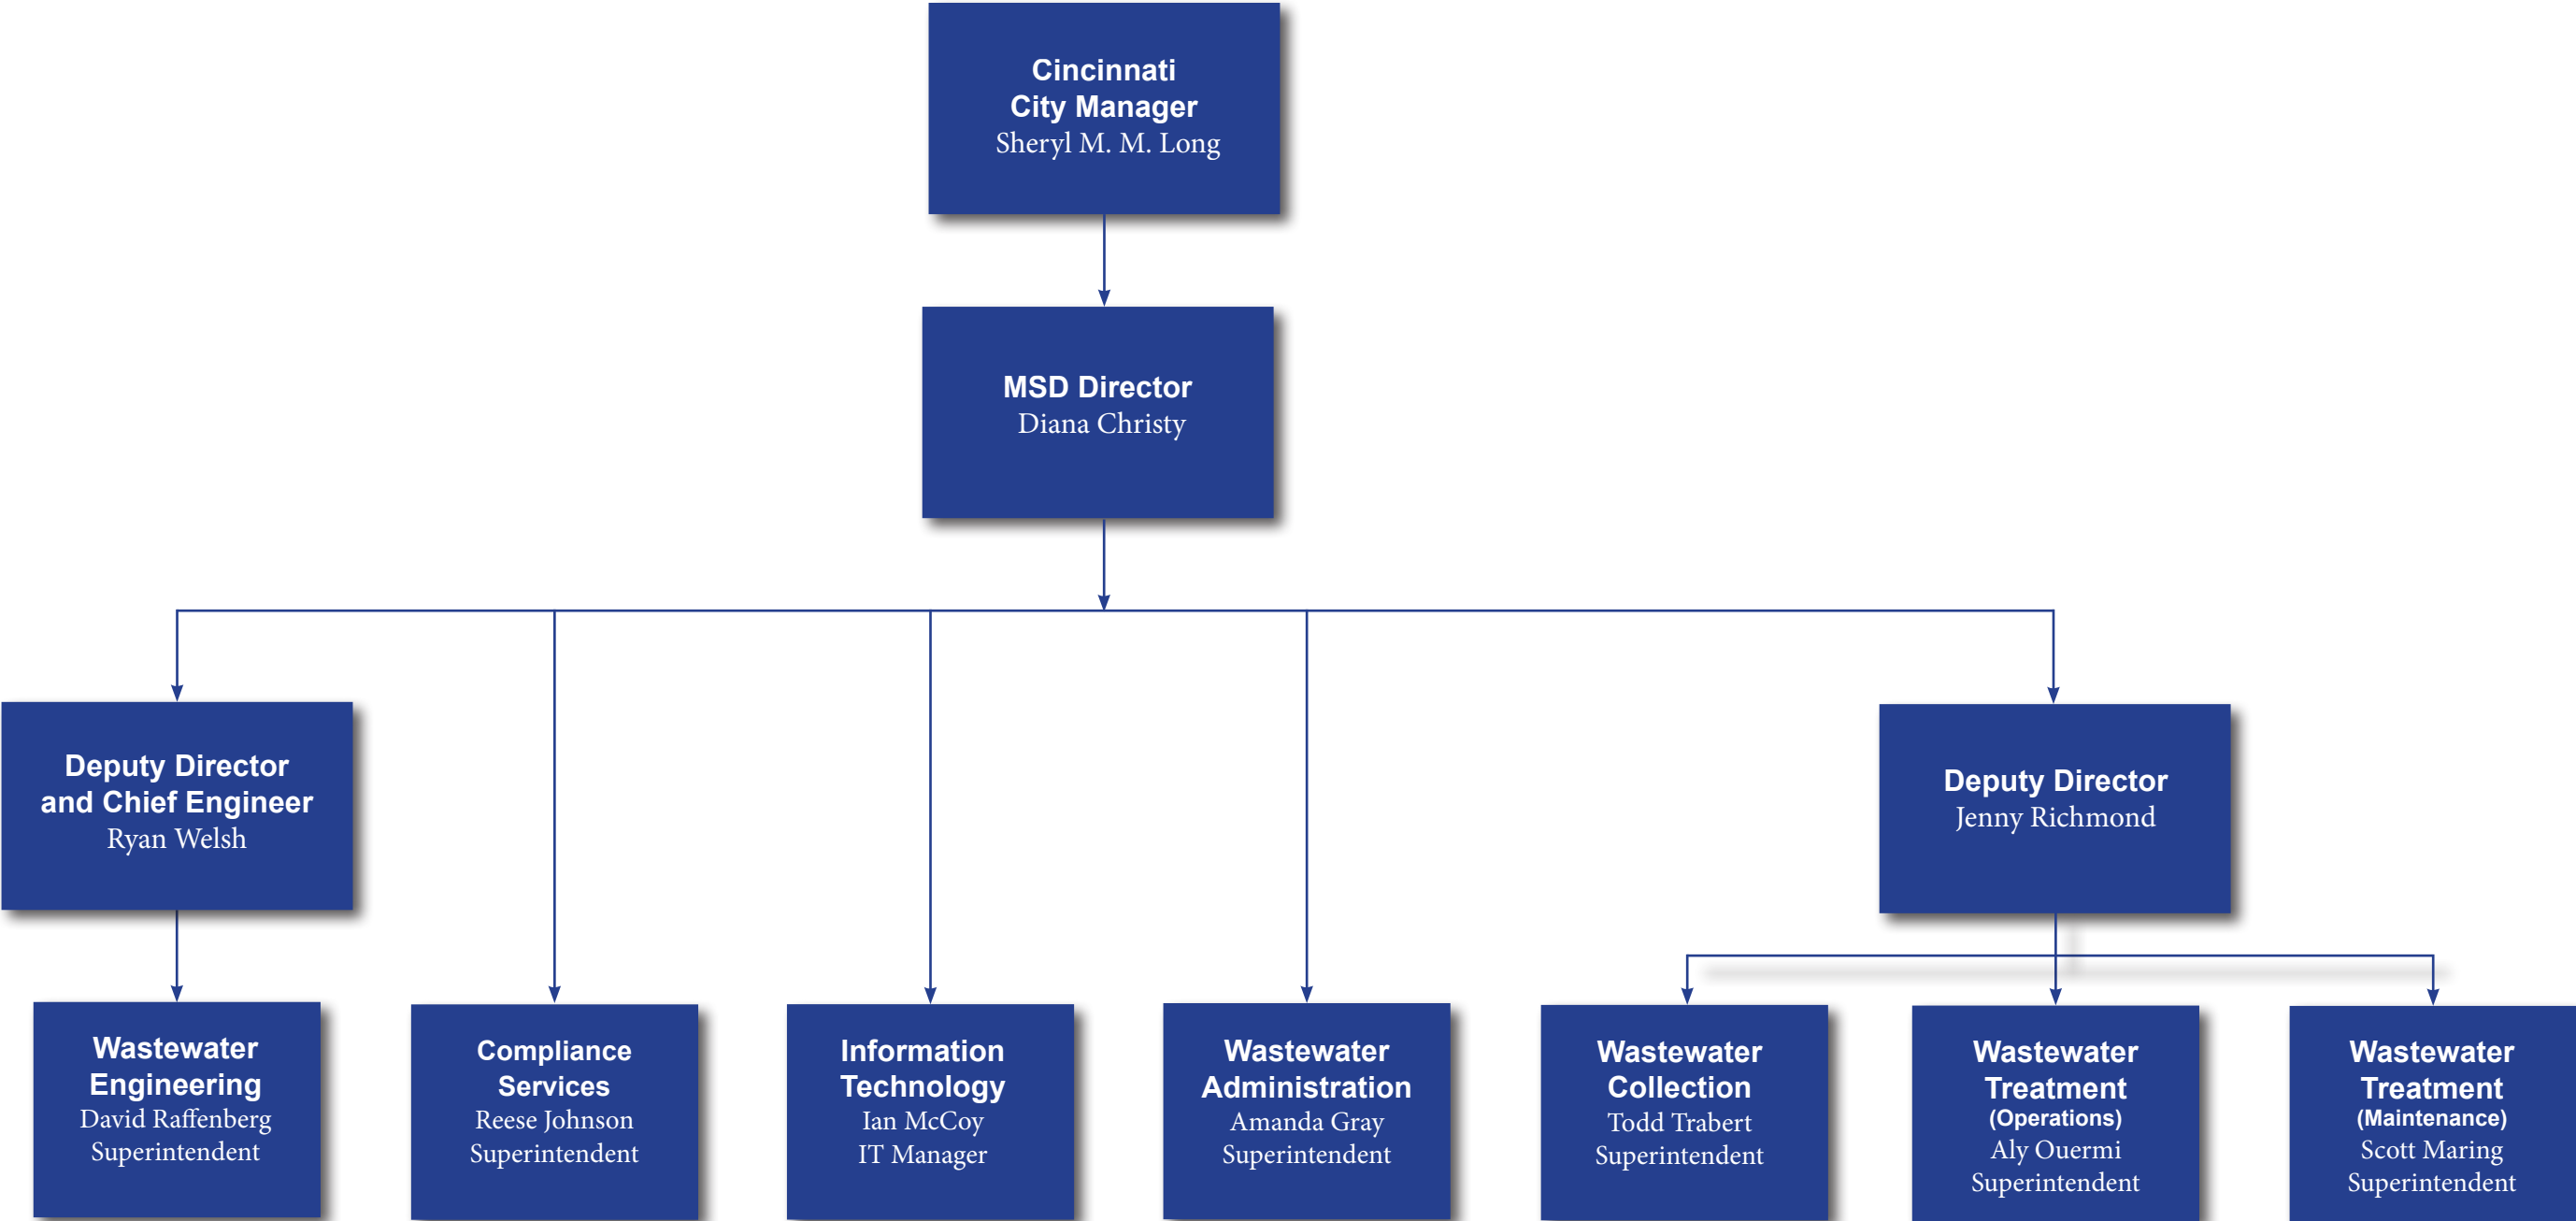 Cincinnati
City Manager
Sheryl M. M. Long
MSD Director
Diana Christy
Deputy Director
and Chief Engineer
Ryan Welsh
Deputy Director
Jenny Richmond
Wastewater
Engineering
David Raffenberg
Superintendent
Compliance
Services
Reese Johnson
Superintendent
Information
Technology
Ian McCoy
IT Manager
Wastewater
Administration
Amanda Gray
Superintendent
Wastewater
Collection
Todd Trabert
Superintendent
Wastewater
Treatment
(Operations)
Aly Ouermi
Superintendent
Wastewater
Treatment
(Maintenance)
Scott Maring
Superintendent